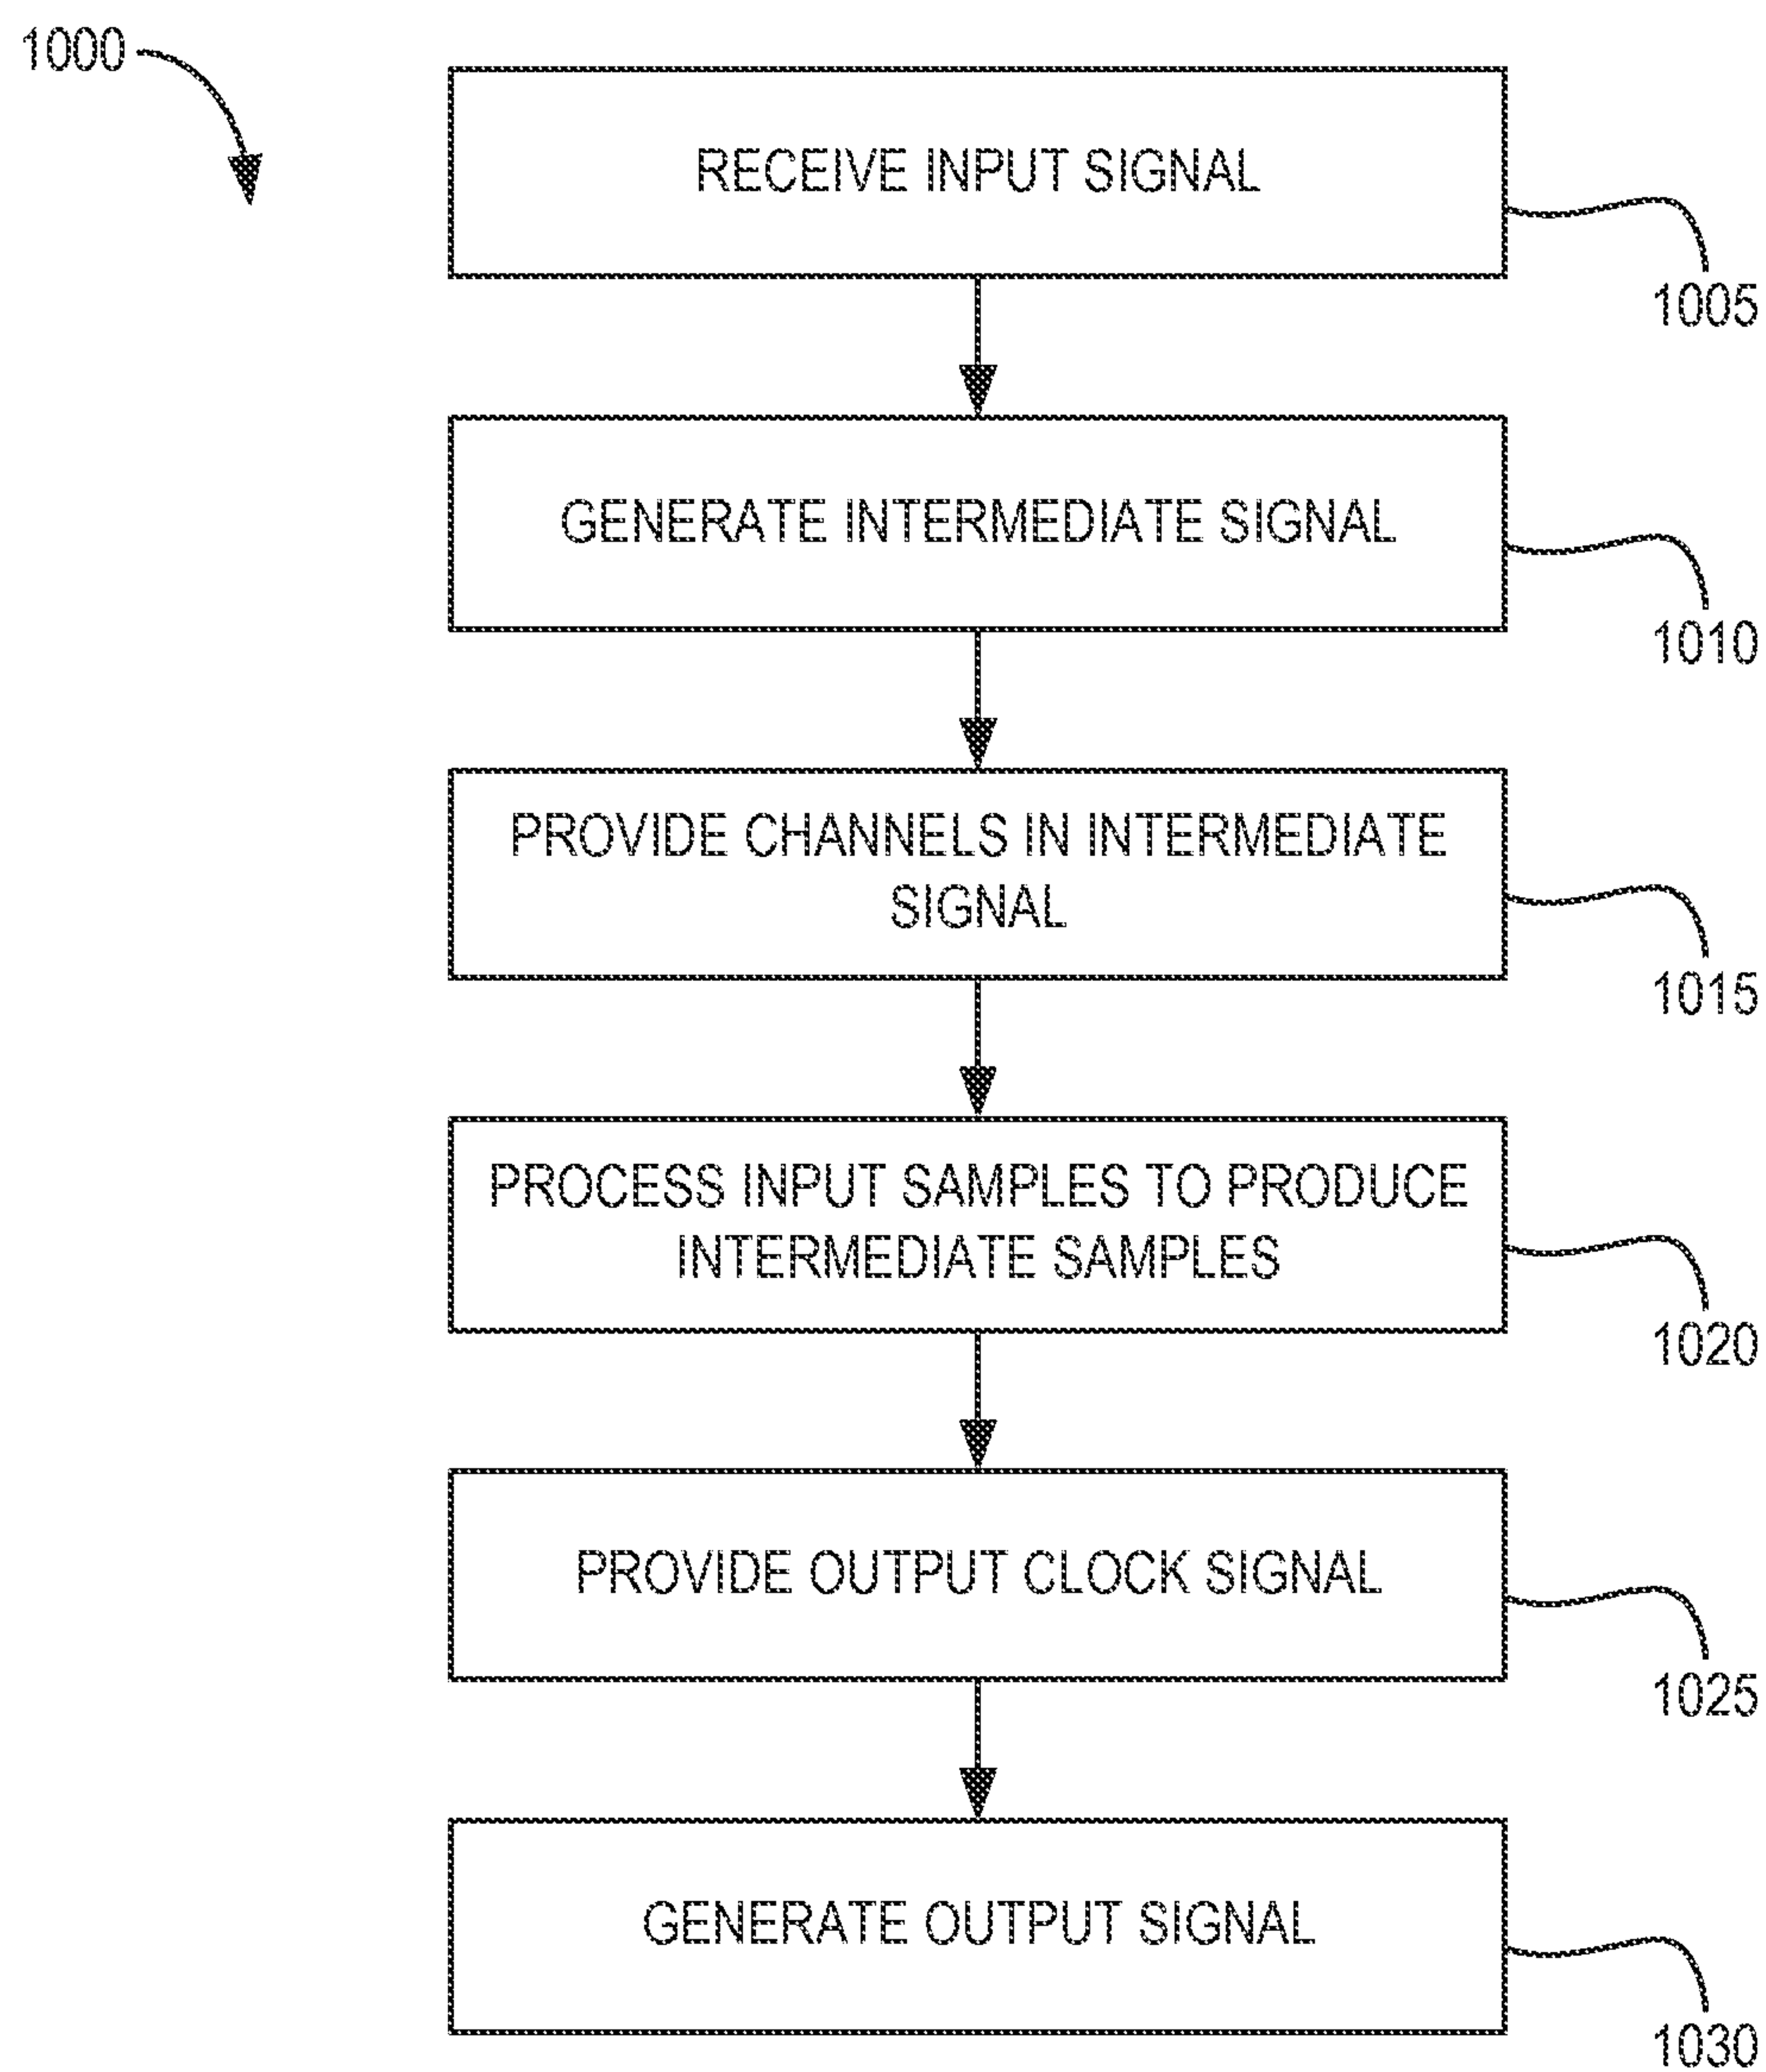 1000
RECEIVE INPUT SIGNAL
1005
GENERATE INTERMEDIATE SIGNAL
1010
PROVIDE CHANNELS IN INTERMEDIATE
SIGNAL
1015
PROCESS INPUT SAMPLES TO PRODUCE
INTERMEDIATE SAMPLES
1020
PROVIDE OUTPUT CLOCK SIGNAL
1025
GENERATE OUTPUT SIGNAL
1030